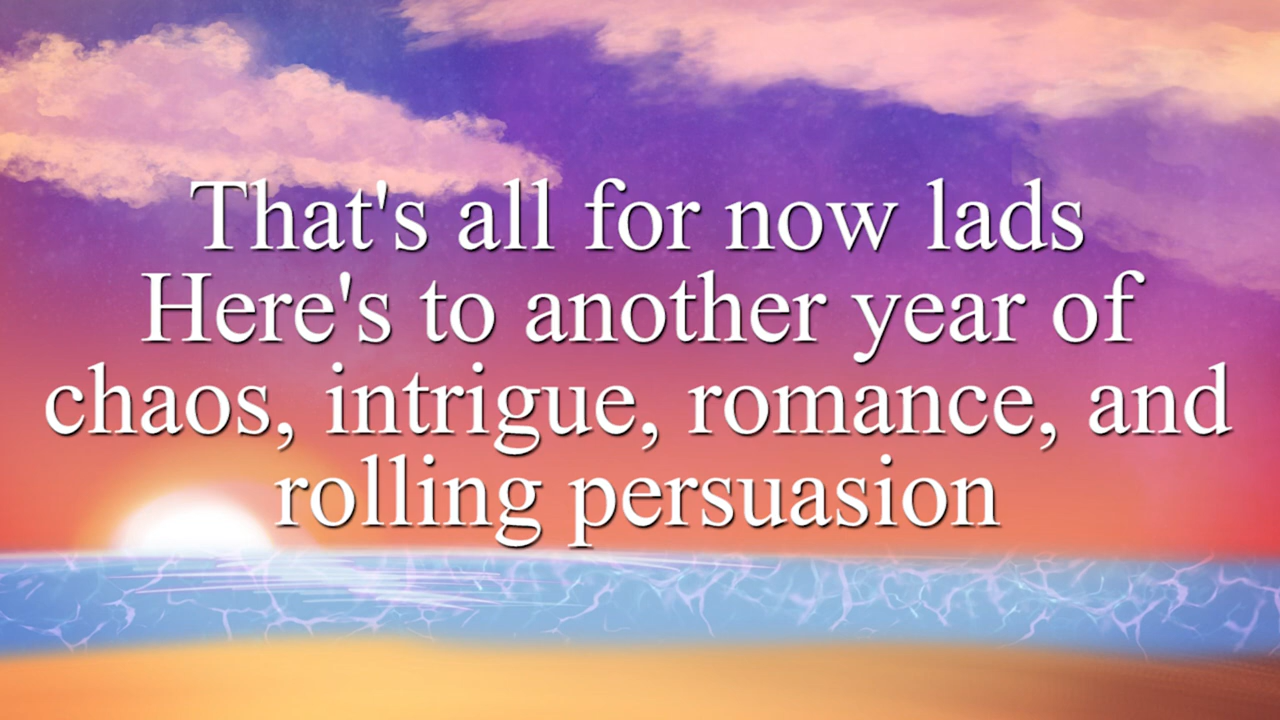 That's all for now lads
Here's to another year of
chaos, intrigue, romance, and
rolling persuasion